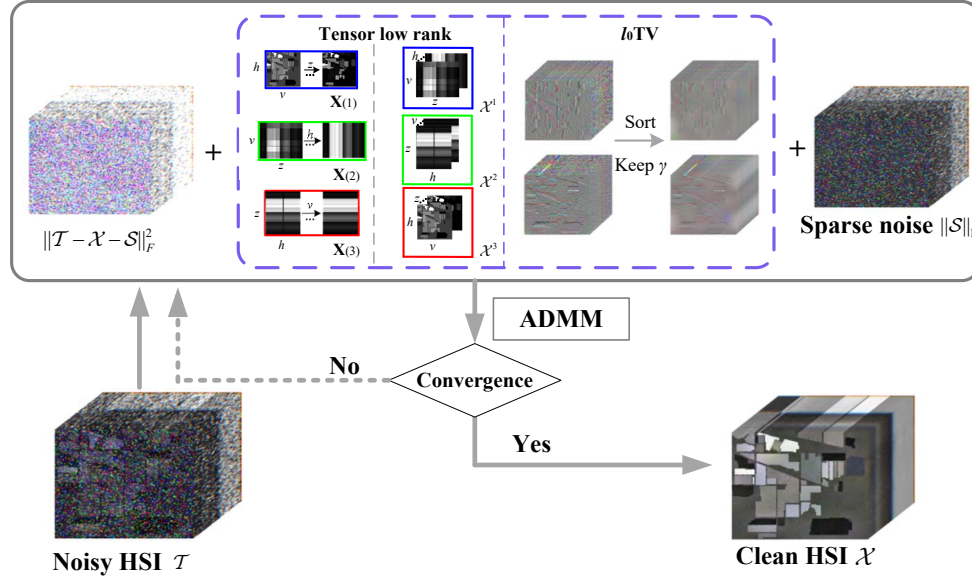 Tensor low rank
l₀TV
h
z
...
v
X(1)
h
v
z
𝒳¹
v
h
...
z
X(2)
z
h
𝒳²
z
v
...
h
X(3)
z
h
v
𝒳³
Sort
Keep γ
+
+
||𝒯 − 𝒳 − 𝒮||²F
Sparse noise ||𝒮||
ADMM
No
Convergence
Yes
Noisy HSI 𝒯
Clean HSI 𝒳